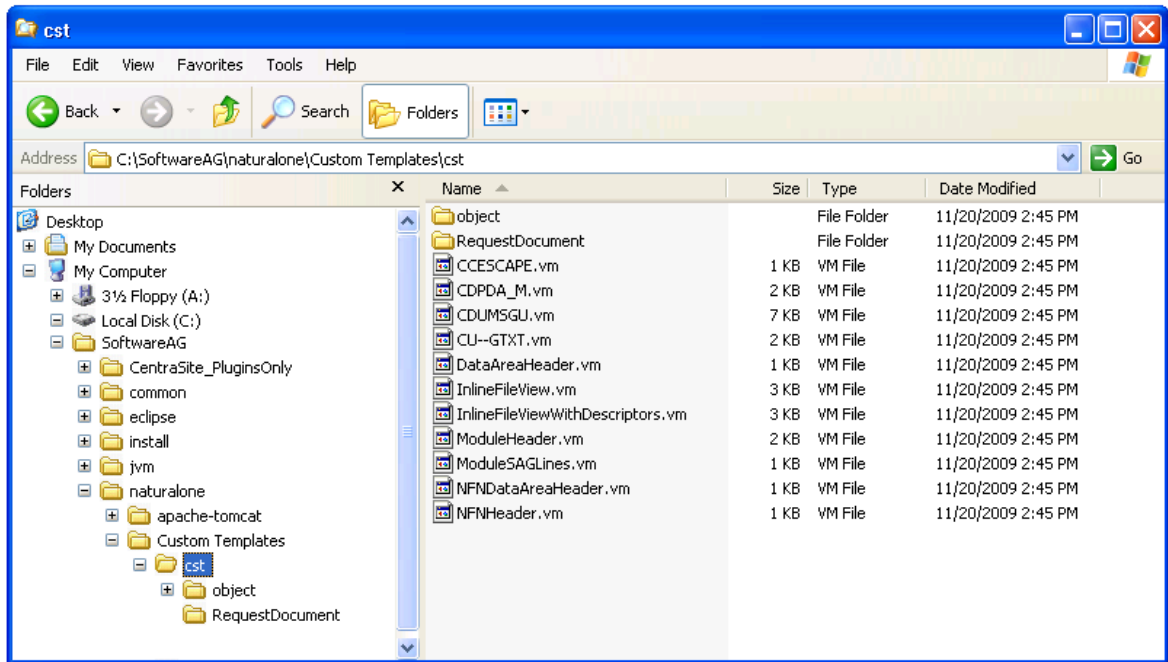 cst
File Edit View Favorites Tools Help
Back Search Folders
Address C:\SoftwareAG\naturalone\Custom Templates\cst Go
Folders x
Desktop
My Documents
My Computer
3½ Floppy (A:)
Local Disk (C:)
SoftwareAG
CentraSite_PluginsOnly
common
eclipse
install
jvm
naturalone
apache-tomcat
Custom Templates
cst
object
RequestDocument
Name Size Type Date Modified
object File Folder 11/20/2009 2:45 PM
RequestDocument File Folder 11/20/2009 2:45 PM
CCESCAPE.vm 1 KB VM File 11/20/2009 2:45 PM
CDPDA_M.vm 2 KB VM File 11/20/2009 2:45 PM
CDUMSGU.vm 7 KB VM File 11/20/2009 2:45 PM
CU--GTXT.vm 2 KB VM File 11/20/2009 2:45 PM
DataAreaHeader.vm 1 KB VM File 11/20/2009 2:45 PM
InlineFileView.vm 3 KB VM File 11/20/2009 2:45 PM
InlineFileViewWithDescriptors.vm 3 KB VM File 11/20/2009 2:45 PM
ModuleHeader.vm 2 KB VM File 11/20/2009 2:45 PM
ModuleSAGLines.vm 1 KB VM File 11/20/2009 2:45 PM
NFNDataAreaHeader.vm 1 KB VM File 11/20/2009 2:45 PM
NFNHeader.vm 1 KB VM File 11/20/2009 2:45 PM